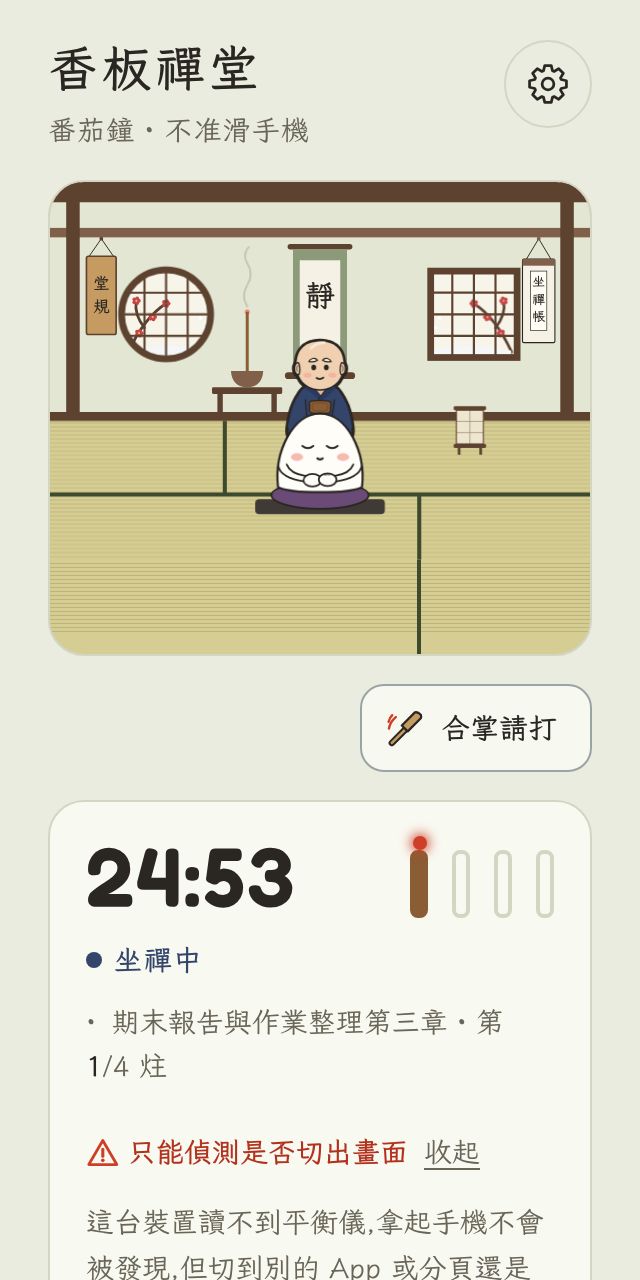 香板禪堂
番茄鐘・不准滑手機
堂規
靜
坐禪帳
合掌請打
24:53
坐禪中
・ 期末報告與作業整理第三章・第
1/4 炷
只能偵測是否切出畫面 收起
這台裝置讀不到平衡儀,拿起手機不會
被發現,但切到別的 App 或分頁還是